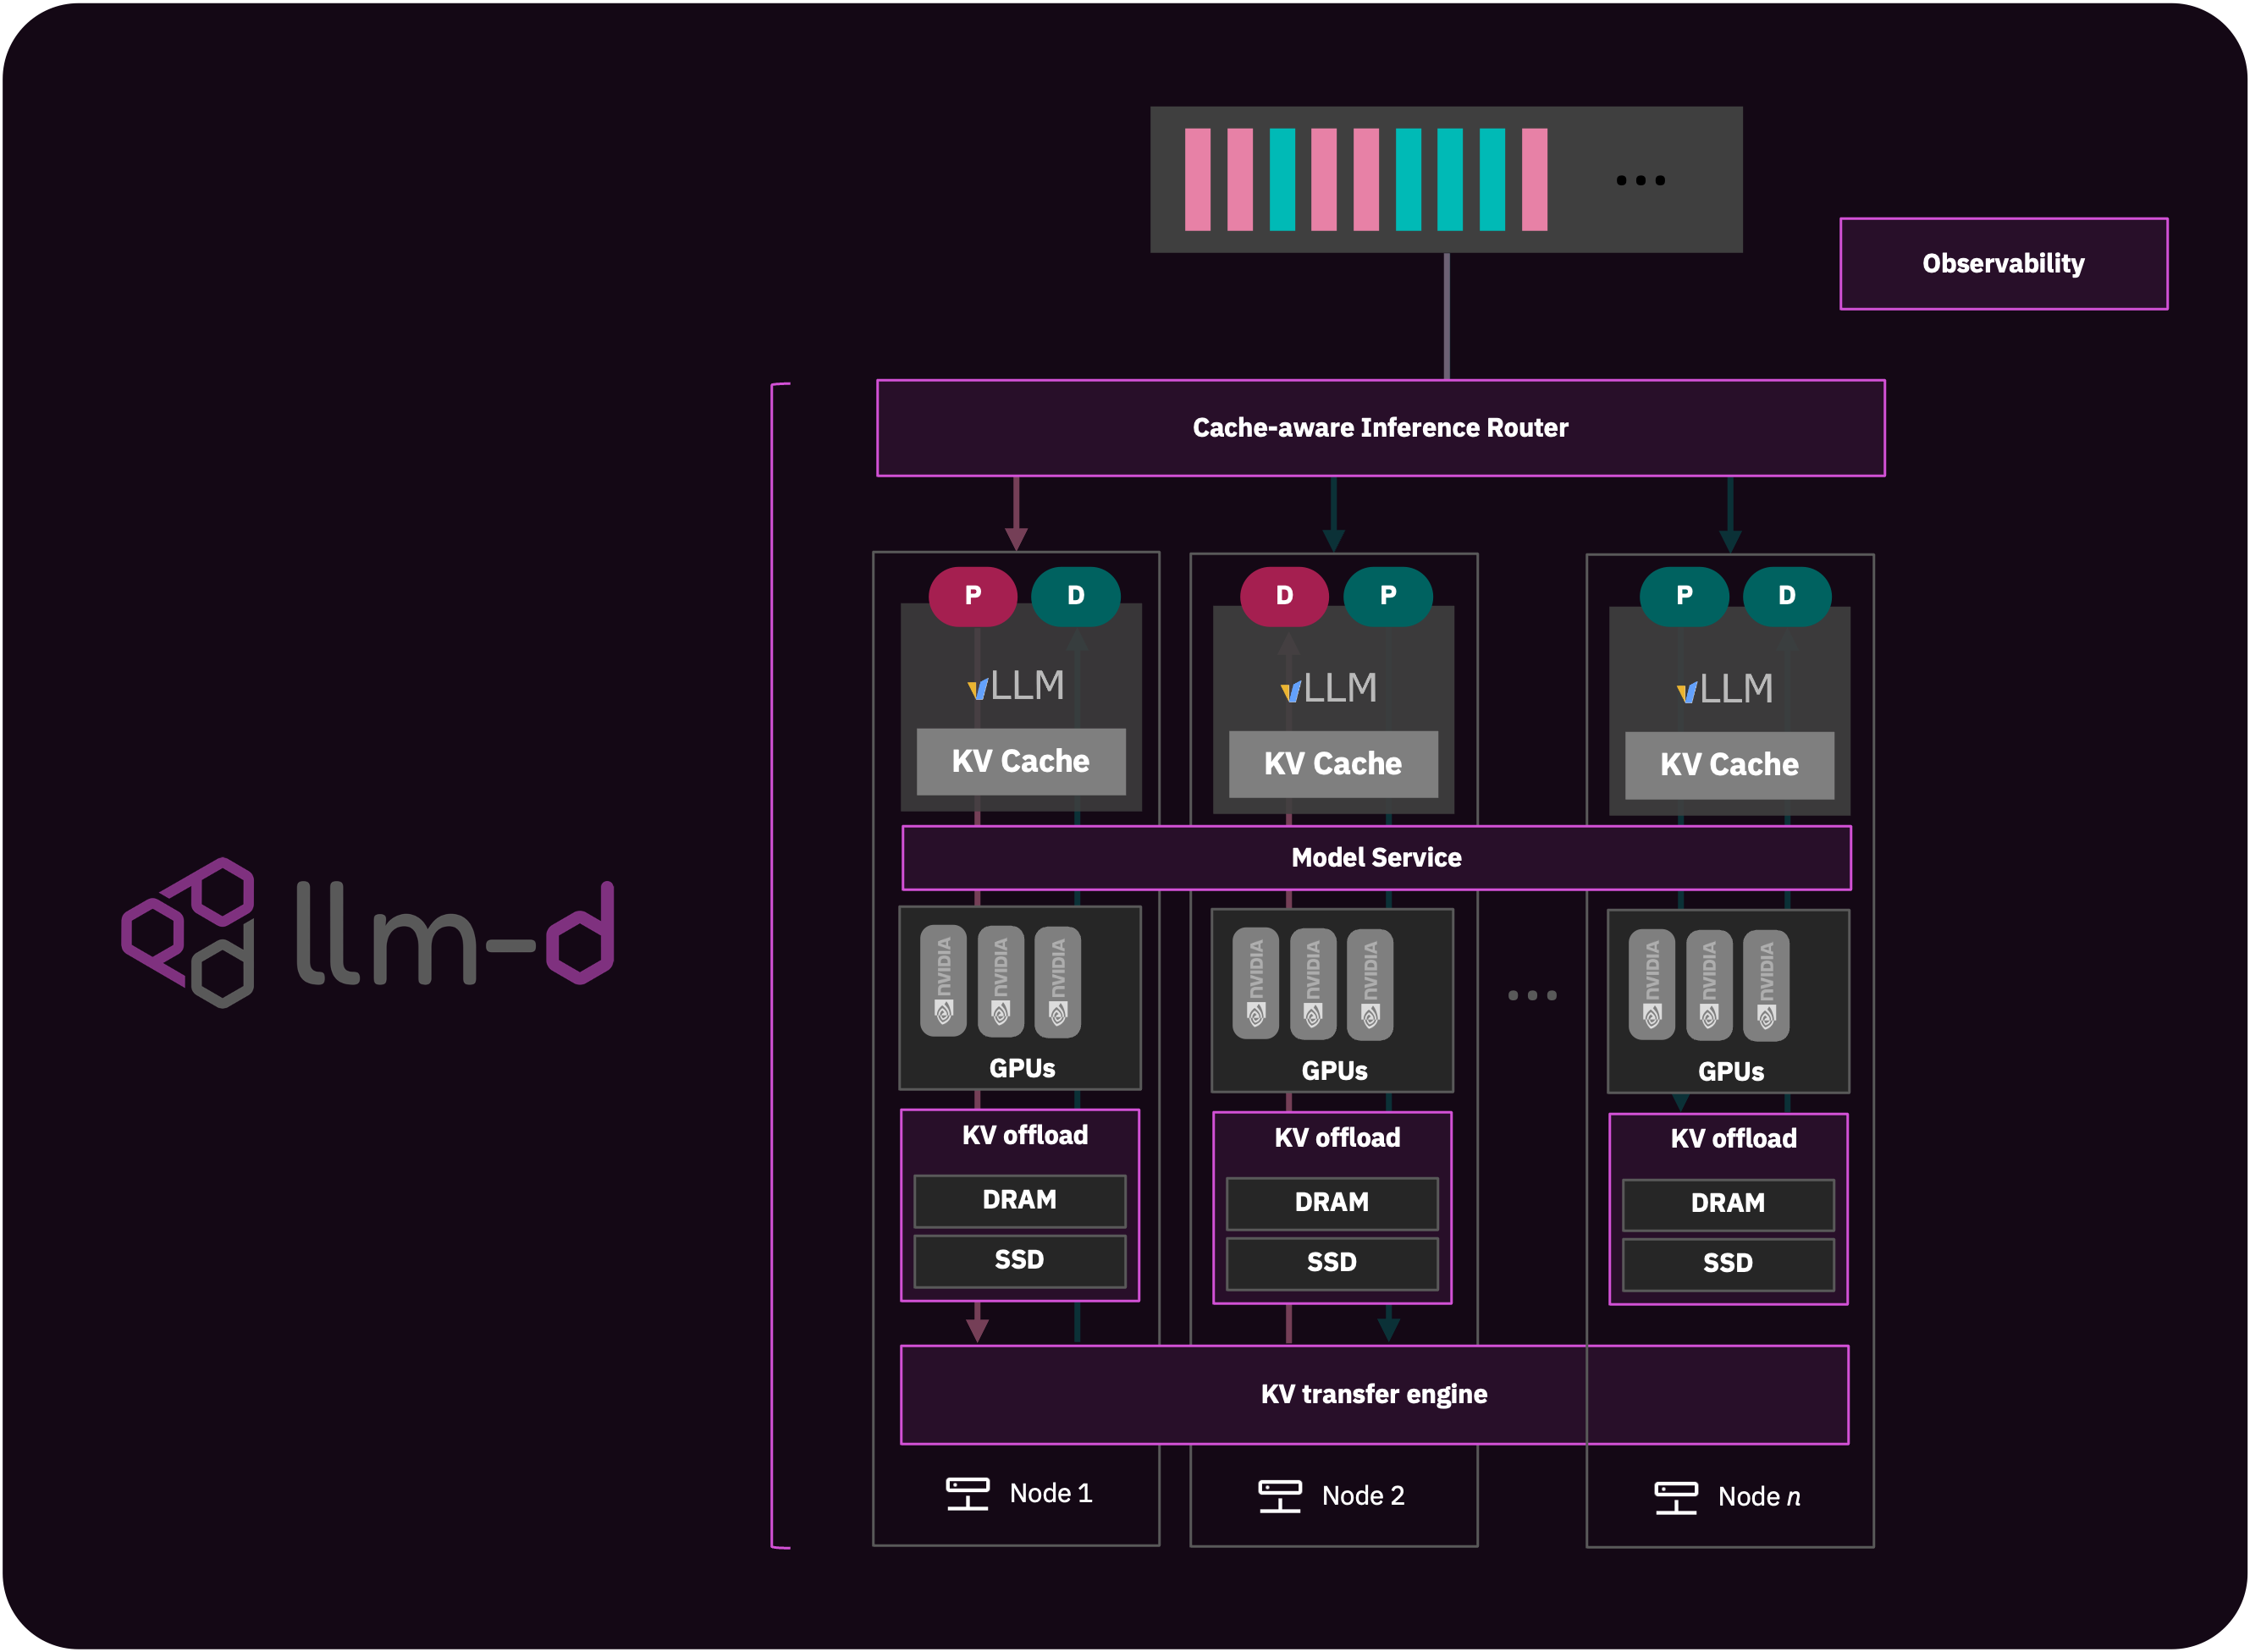 Observability
Cache-aware Inference Router
P D
D P
P D
vLLM
vLLM
vLLM
KV Cache
KV Cache
KV Cache
Model Service
llm-d
nVIDIA nVIDIA nVIDIA
nVIDIA nVIDIA nVIDIA
...
nVIDIA nVIDIA nVIDIA
GPUs
GPUs
GPUs
KV offload
KV offload
KV offload
DRAM
DRAM
DRAM
SSD
SSD
SSD
KV transfer engine
Node 1
Node 2
Node n